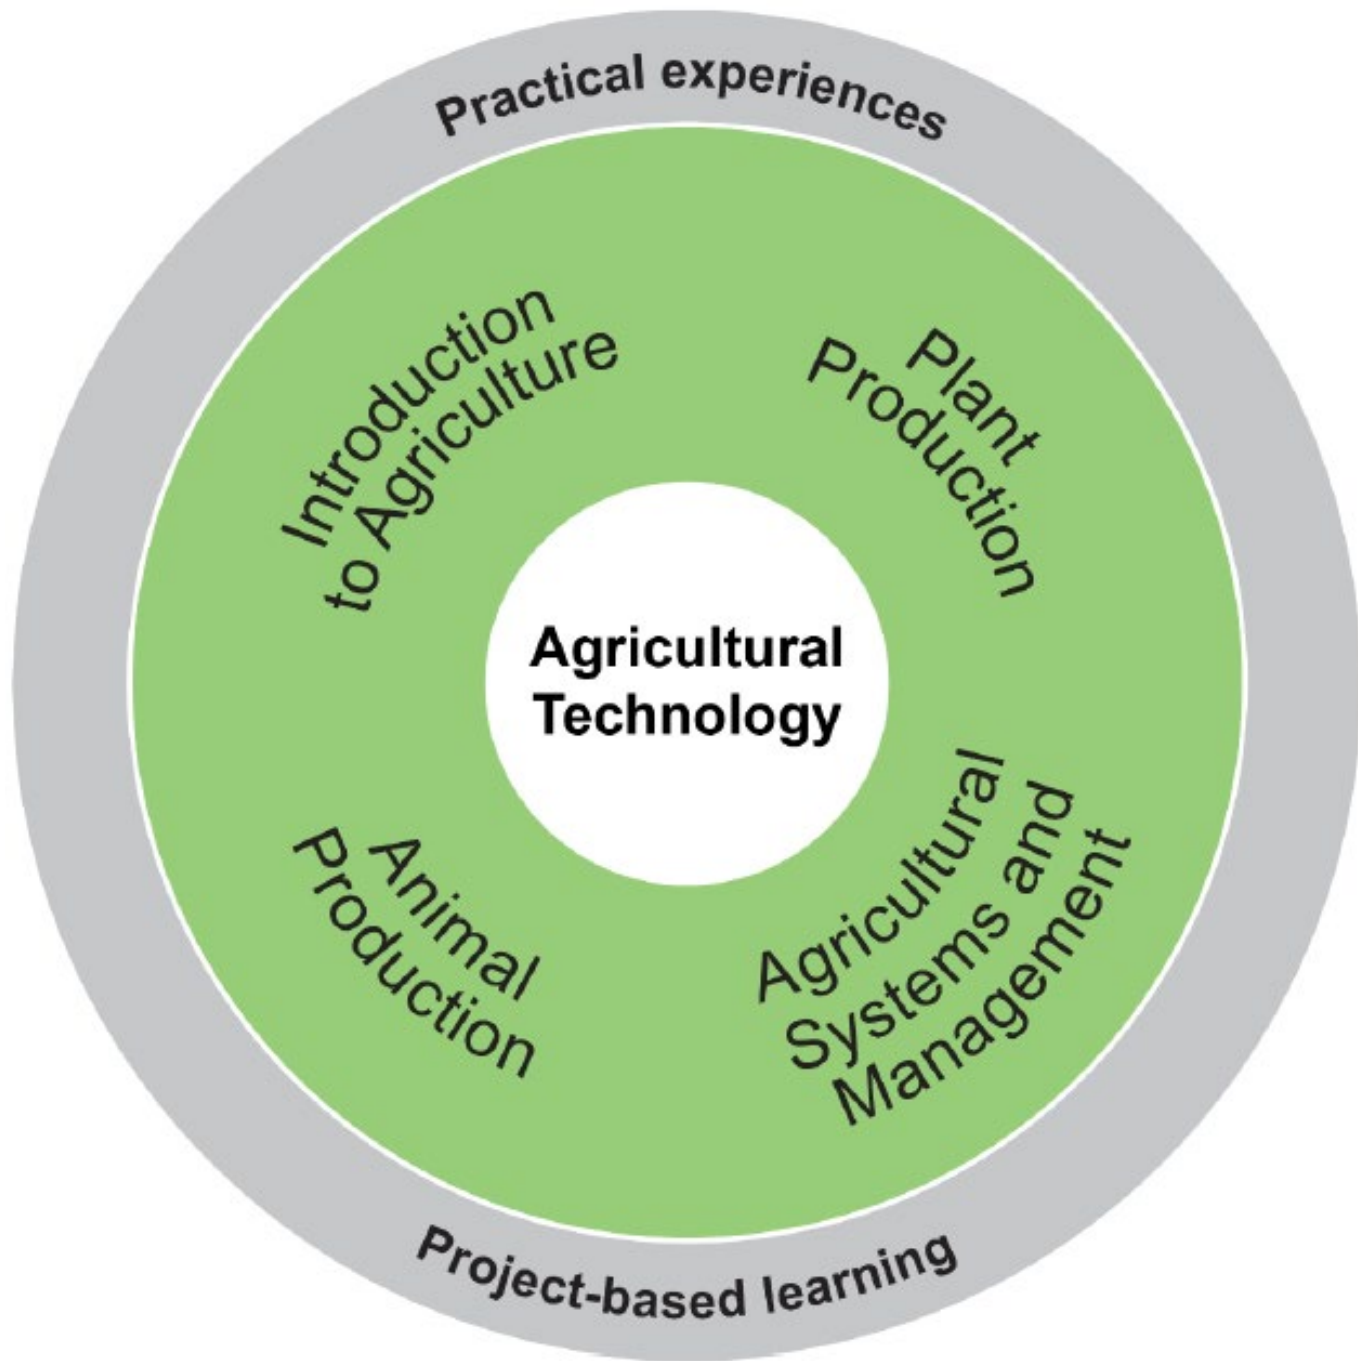 Practical experiences
Introduction
to Agriculture
Plant
Production
Agricultural
Technology
Animal
Production
Agricultural
Systems and
Management
Project-based learning